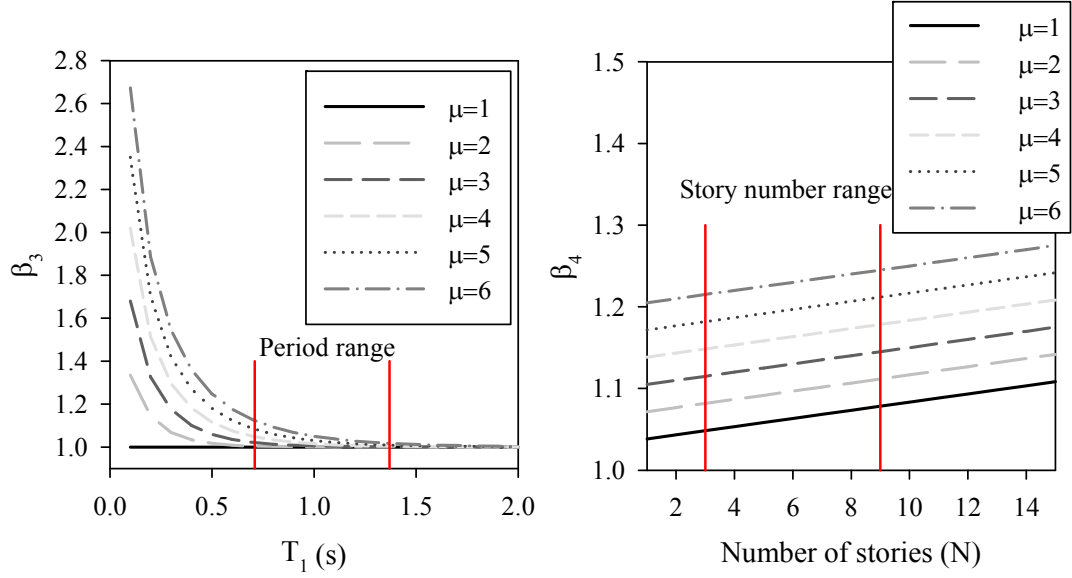 2.8
2.6
2.4
2.2
2.0
1.8
1.6
1.4
1.2
1.0
β3
0.0 0.5 1.0 1.5 2.0
T1 (s)
μ=1
μ=2
μ=3
μ=4
μ=5
μ=6
Period range
1.5
1.4
1.3
1.2
1.1
1.0
β4
2 4 6 8 10 12 14
Number of stories (N)
μ=1
μ=2
μ=3
μ=4
μ=5
μ=6
Story number range